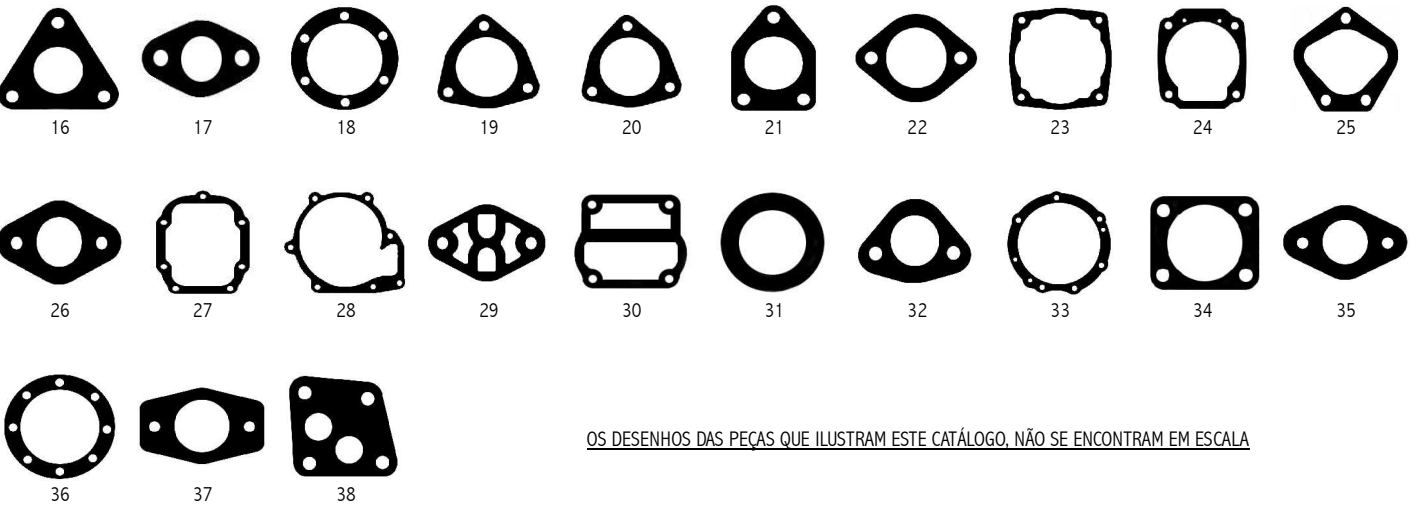 16 17 18 19 20 21 22 23 24 25
26 27 28 29 30 31 32 33 34 35
OS DESENHOS DAS PEÇAS QUE ILUSTRAM ESTE CATÁLOGO, NÃO SE ENCONTRAM EM ESCALA
36 37 38